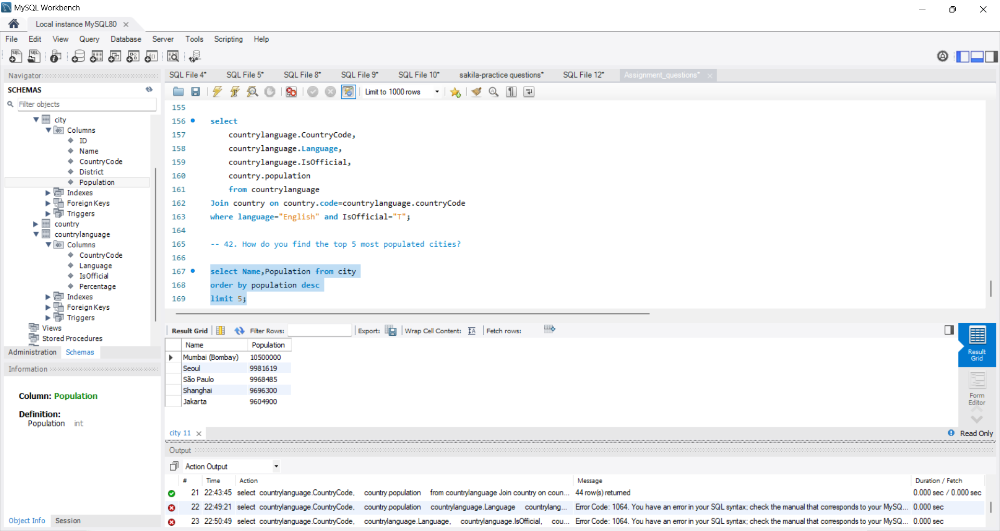 MySQL Workbench
Local instance MySQL80
File Edit View Query Database Server Tools Scripting Help
Navigator
SQL File 4* SQL File 5* SQL File 8* SQL File 9* SQL File 10* sakila-practice questions* SQL File 12* Assignment_questions*
SCHEMAS
Limit to 1000 rows
Filter objects
city
Columns
ID
Name
CountryCode
District
Population
Indexes
Foreign Keys
Triggers
country
countrylanguage
Columns
CountryCode
Language
IsOfficial
Percentage
Indexes
Foreign Keys
Triggers
Views
Stored Procedures
Administration Schemas
Information
Column: Population
Definition:
Population int
Object Info Session
155
156 select
157 countrylanguage.CountryCode,
158 countrylanguage.Language,
159 countrylanguage.IsOfficial,
160 country.population
161 from countrylanguage
162 Join country on country.code=countrylanguage.countryCode
163 where language="English" and IsOfficial="T";
164
165 -- 42. How do you find the top 5 most populated cities?
166
167 select Name,Population from city
168 order by population desc
169 limit 5;
Result Grid Filter Rows: Export: Wrap Cell Content: Fetch rows:
Name Population
Mumbai (Bombay) 10500000
Seoul 9981619
São Paulo 9968485
Shanghai 9696300
Jakarta 9604900
Result
Grid
Form
Editor
city 11
Read Only
Output
Action Output
# Time Action Message Duration / Fetch
21 22:43:45 select countrylanguage.CountryCode, country.population from countrylanguage Join country on coun... 44 row(s) returned 0.000 sec / 0.000 sec
22 22:49:21 select countrylanguage.CountryCode, country.population countrylanguage.Language countrylang... Error Code: 1064. You have an error in your SQL syntax; check the manual that corresponds to your MySQ... 0.000 sec
23 22:50:49 select countrylanguage.CountryCode, countrylanguage.Language, countrylanguage.IsOfficial, cou... Error Code: 1064. You have an error in your SQL syntax; check the manual that corresponds to your MySQ... 0.000 sec